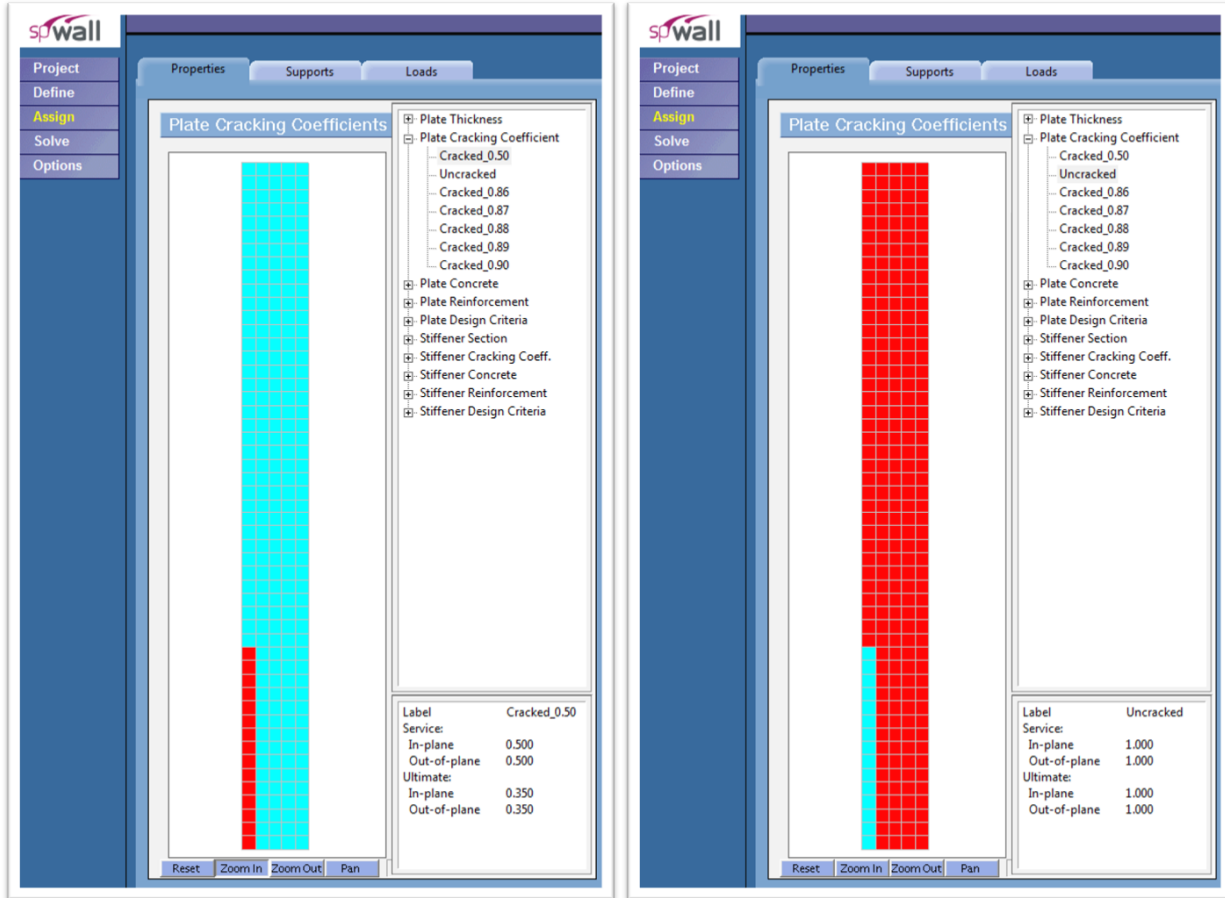 spwall
Project
Define
Assign
Solve
Options
Properties
Supports
Loads
Plate Cracking Coefficients
Plate Thickness
Plate Cracking Coefficient
Cracked_0.50
Uncracked
Cracked_0.86
Cracked_0.87
Cracked_0.88
Cracked_0.89
Cracked_0.90
Plate Concrete
Plate Reinforcement
Plate Design Criteria
Stiffener Section
Stiffener Cracking Coeff.
Stiffener Concrete
Stiffener Reinforcement
Stiffener Design Criteria
Label Cracked_0.50
Service:
In-plane 0.500
Out-of-plane 0.500
Ultimate:
In-plane 0.350
Out-of-plane 0.350
Reset Zoom In Zoom Out Pan
spwall
Project
Define
Assign
Solve
Options
Properties
Supports
Loads
Plate Cracking Coefficients
Plate Thickness
Plate Cracking Coefficient
Cracked_0.50
Uncracked
Cracked_0.86
Cracked_0.87
Cracked_0.88
Cracked_0.89
Cracked_0.90
Plate Concrete
Plate Reinforcement
Plate Design Criteria
Stiffener Section
Stiffener Cracking Coeff.
Stiffener Concrete
Stiffener Reinforcement
Stiffener Design Criteria
Label Uncracked
Service:
In-plane 1.000
Out-of-plane 1.000
Ultimate:
In-plane 1.000
Out-of-plane 1.000
Reset Zoom In Zoom Out Pan